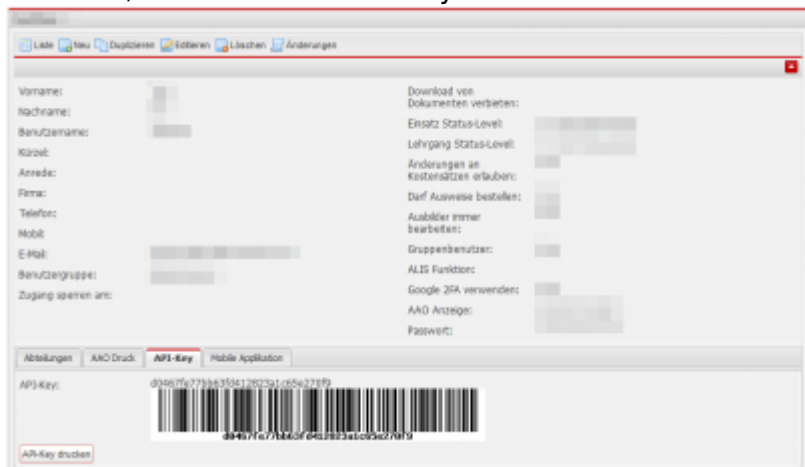 Liste Neu Duplizieren Editieren Löschen Änderungen
Vorname:
Nachname:
Benutzername:
Kürzel:
Anrede:
Firma:
Telefon:
Mobil:
E-Mail:
Benutzergruppe:
Zugang sperren am:
Download von
Dokumenten verbieten:
Einsatz Status-Level:
Lehrgang Status-Level:
Änderungen an
Kostensätzen erlauben:
Darf Ausweise bestellen:
Ausbilder immer
bearbeiten:
Gruppenbenutzer:
ALIS Funktion:
Google 2FA verwenden:
AAO Anzeige:
Passwort:
Abteilungen AAO Druck API-Key Mobile Applikation
API-Key: d0467fe77bb63fd412823a1c65e270f9
d0467fe77bb63fd412823a1c65e270f9
API-Key drucken